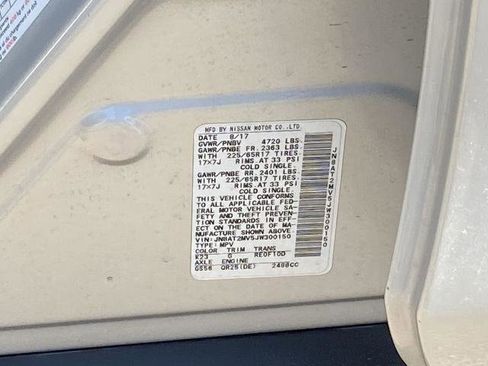 MFG BY NISSAN MOTOR CO.,LTD.
DATE 8/17
GVWR/PNBV 4720 LBS
GAWR/PNBE FR. 2363 LBS
WITH 225/65R17 TIRES
17X7J RIMS AT 33 PSI
COLD SINGLE.
GAWR/PNBE RR. 2401 LBS
WITH 225/65R17 TIRES
17X7J RIMS AT 33 PSI
COLD SINGLE.
THIS VEHICLE CONFORMS
TO ALL APPLICABLE FED-
ERAL MOTOR VEHICLE SA-
FETY AND THEFT PREVEN-
TION STANDARDS IN EFF-
ECT ON THE DATE OF MA-
NUFACTURE SHOWN ABOVE
VIN:JN8AT2MV5JW300150
TYPE:MPV
COLOR TRIM TRANS
K23 G RE0F10D
AXLE ENGINE
GS56 QR25(DE) 2488CC
JN8AT2MV5JW300150